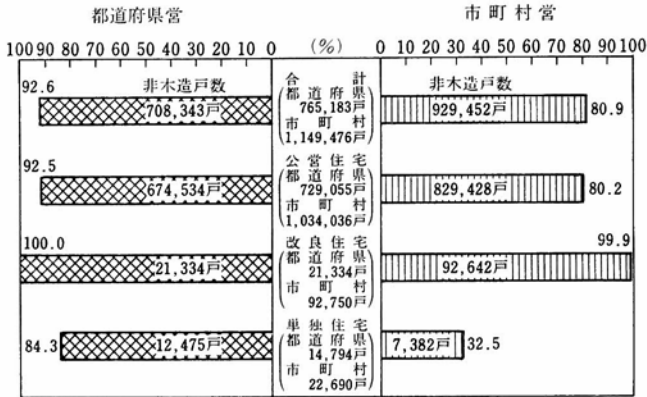 都道府県営
市町村営
100 90 80 70 60 50 40 30 20 10 0
(%)
0 10 20 30 40 50 60 70 80 90 100
92.6
非木造戸数
708,343戸
合計
都道府県
765,183戸
市町村
1,149,476戸
非木造戸数
929,452戸
80.9
92.5
674,534戸
公営住宅
都道府県
729,055戸
市町村
1,034,036戸
829,428戸
80.2
100.0
21,334戸
改良住宅
都道府県
21,334戸
市町村
92,750戸
99.9
92,642戸
84.3
12,475戸
単独住宅
都道府県
14,794戸
市町村
22,690戸
7,382戸
32.5